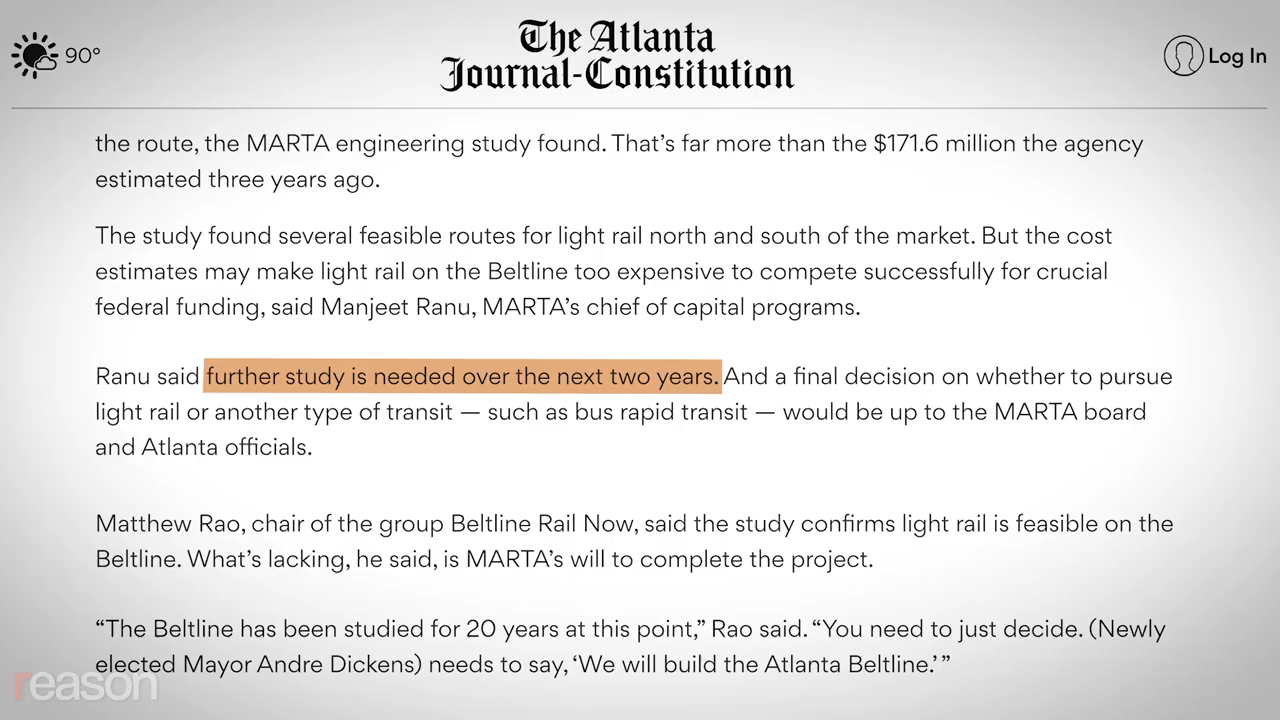 90°
The Atlanta
Journal-Constitution
Log In
the route, the MARTA engineering study found. That’s far more than the $171.6 million the agency
estimated three years ago.
The study found several feasible routes for light rail north and south of the market. But the cost
estimates may make light rail on the Beltline too expensive to compete successfully for crucial
federal funding, said Manjeet Ranu, MARTA’s chief of capital programs.
Ranu said further study is needed over the next two years. And a final decision on whether to pursue
light rail or another type of transit — such as bus rapid transit — would be up to the MARTA board
and Atlanta officials.
Matthew Rao, chair of the group Beltline Rail Now, said the study confirms light rail is feasible on the
Beltline. What’s lacking, he said, is MARTA’s will to complete the project.
“The Beltline has been studied for 20 years at this point,” Rao said. “You need to just decide. (Newly
elected Mayor Andre Dickens) needs to say, ‘We will build the Atlanta Beltline.’ ”
reason